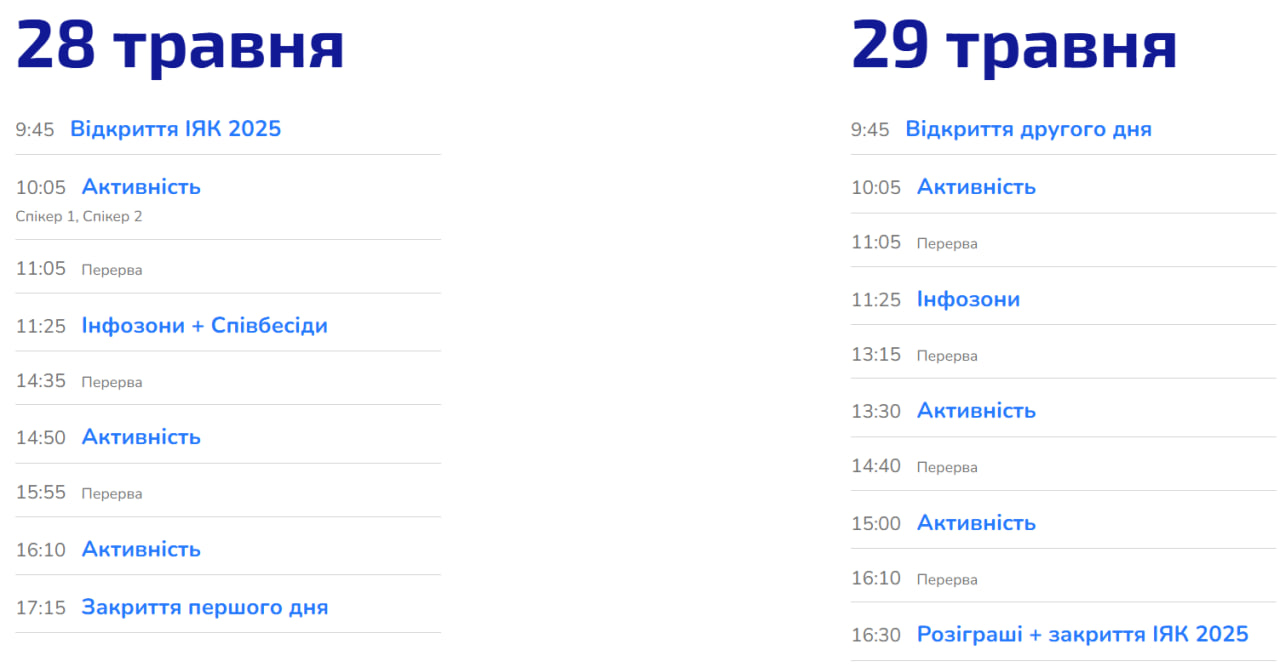 28 травня
9:45 Відкриття ІЯК 2025
10:05 Активність
Спікер 1, Спікер 2
11:05 Перерва
11:25 Інфозони + Співбесіди
14:35 Перерва
14:50 Активність
15:55 Перерва
16:10 Активність
17:15 Закриття першого дня
29 травня
9:45 Відкриття другого дня
10:05 Активність
11:05 Перерва
11:25 Інфозони
13:15 Перерва
13:30 Активність
14:40 Перерва
15:00 Активність
16:10 Перерва
16:30 Розіграші + закриття ІЯК 2025